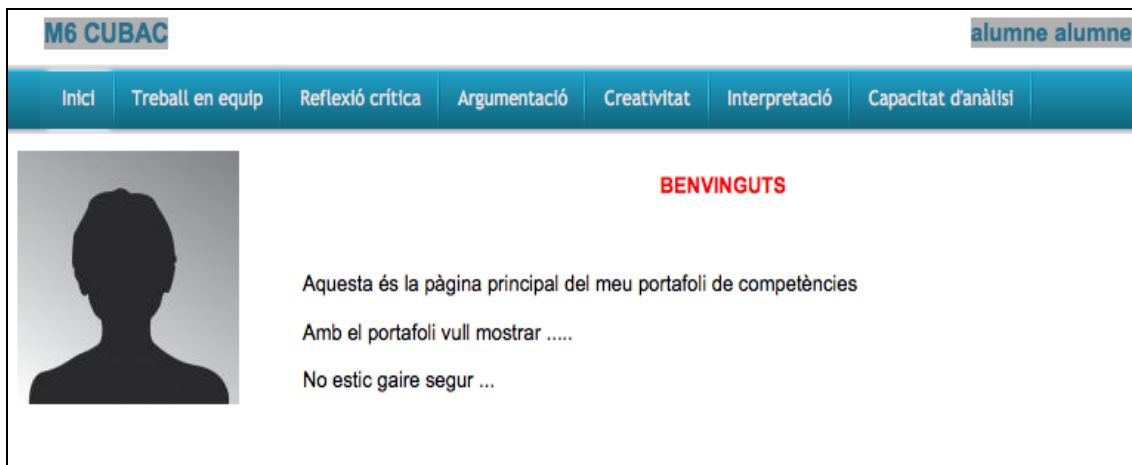 M6 CUBAC alumne alumne
Inici Treball en equip Reflexió crítica Argumentació Creativitat Interpretació Capacitat d'anàlisi
BENVINGUTS
Aquesta és la pàgina principal del meu portafoli de competències
Amb el portafoli vull mostrar .....
No estic gaire segur ...